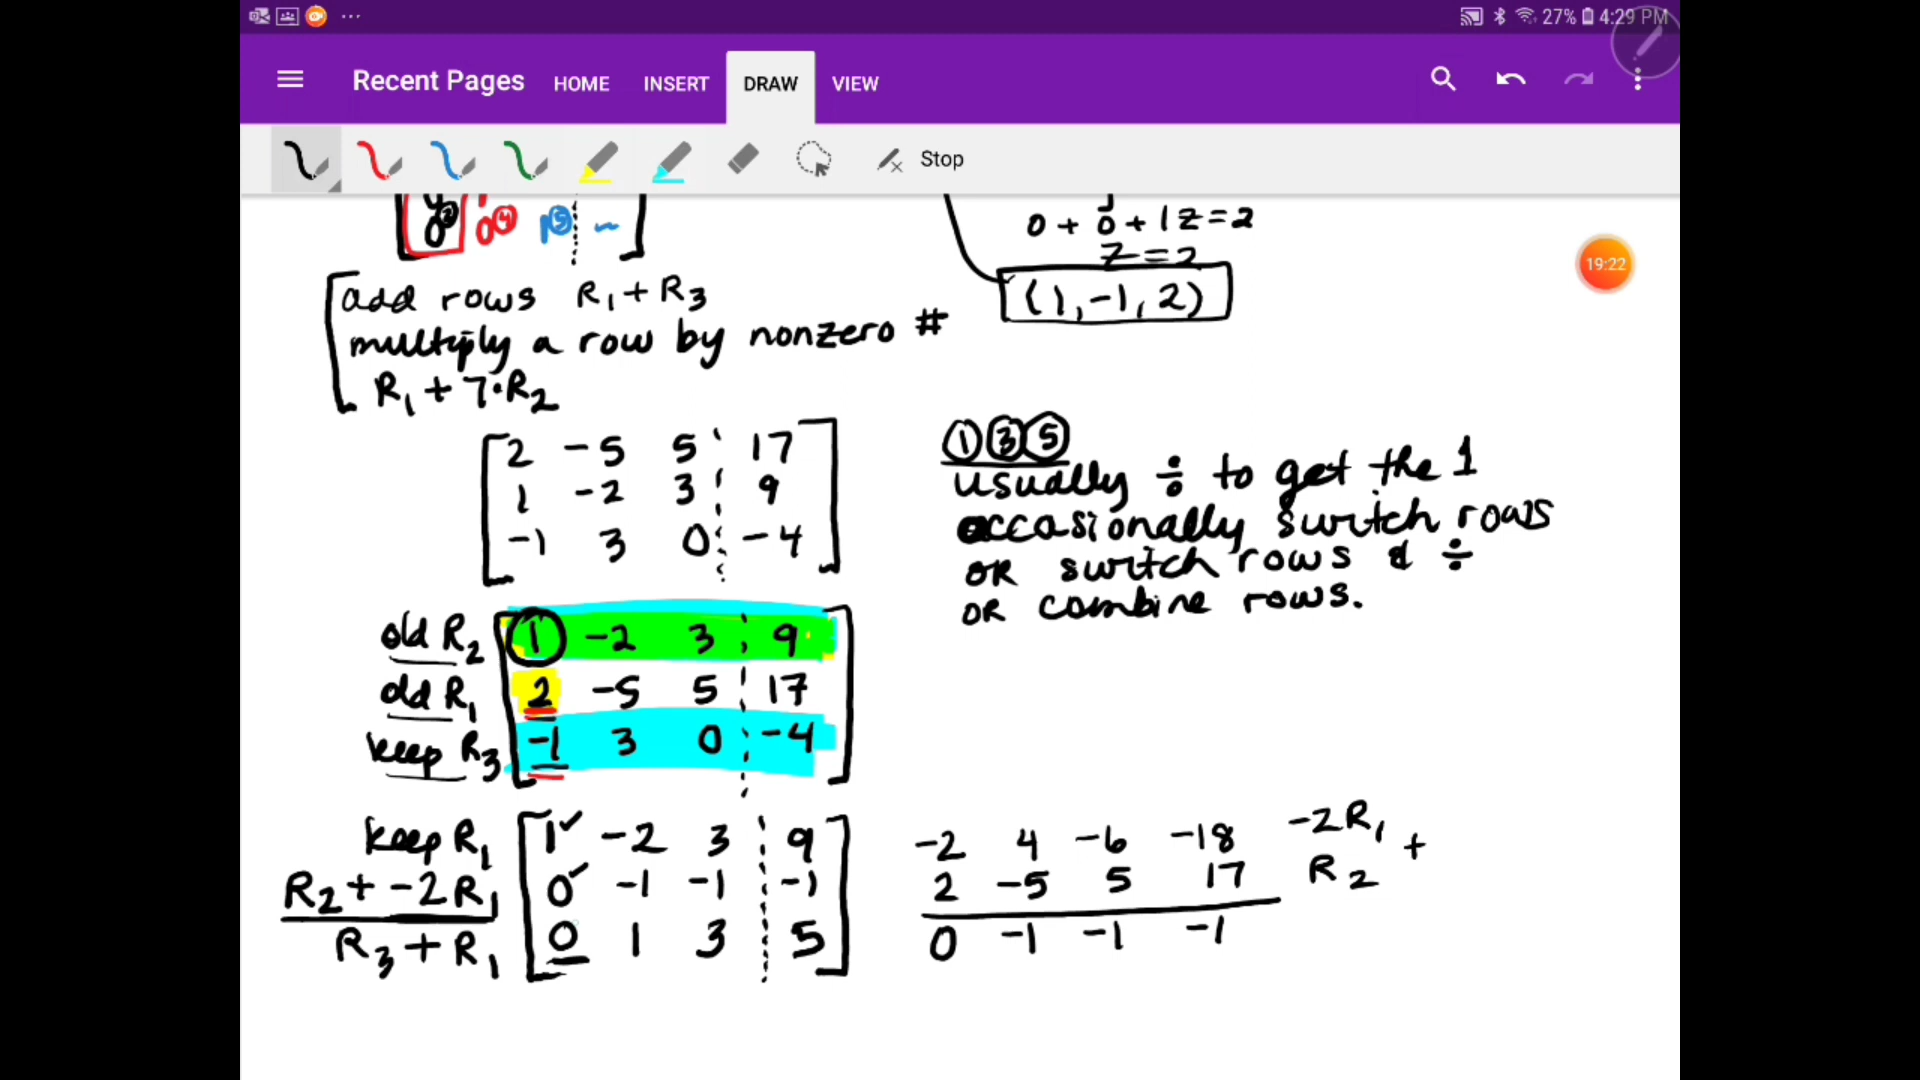 27% 4:29 PM
Recent Pages HOME INSERT DRAW VIEW
Stop
19:22
0 + 0 + 1z = 2
z = 2
(1, -1, 2)
add rows R1 + R3
multiply a row by nonzero #
R1 + 7·R2
2 -5 5 17
1 -2 3 9
-1 3 0 -4
1 3 5
usually ÷ to get the 1
occasionally switch rows
OR switch rows & ÷
OR combine rows.
old R2 1 -2 3 9
old R1 2 -5 5 17
keep R3 -1 3 0 -4
keep R1 1 -2 3 9
R2 + -2R1 0 -1 -1 -1
R3 + R1 0 1 3 5
-2 4 -6 -18 -2R1 +
2 -5 5 17 R2
0 -1 -1 -1